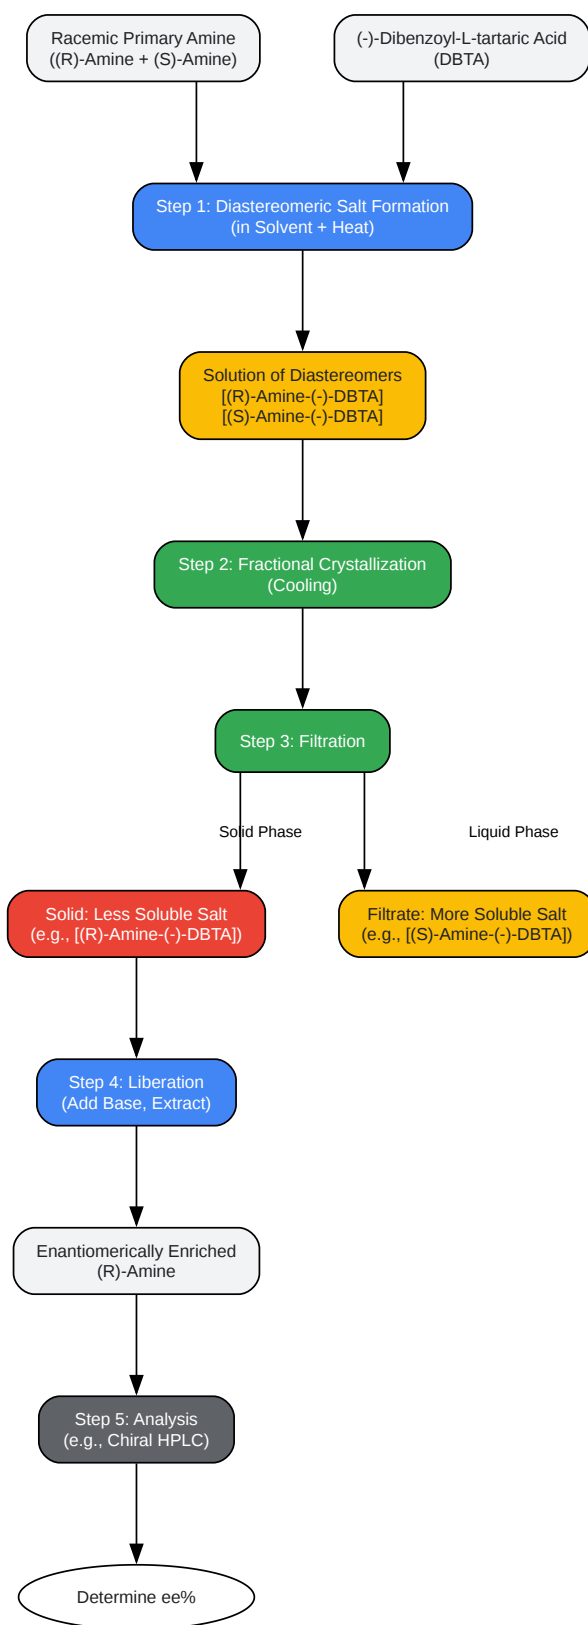 Racemic Primary Amine
((R)-Amine + (S)-Amine)
(-)-Dibenzoyl-L-tartaric Acid
(DBTA)
Step 1: Diastereomeric Salt Formation
(in Solvent + Heat)
Solution of Diastereomers
[(R)-Amine-(-)-DBTA]
[(S)-Amine-(-)-DBTA]
Step 2: Fractional Crystallization
(Cooling)
Step 3: Filtration
Solid Phase
Liquid Phase
Solid: Less Soluble Salt
(e.g., [(R)-Amine-(-)-DBTA])
Filtrate: More Soluble Salt
(e.g., [(S)-Amine-(-)-DBTA])
Step 4: Liberation
(Add Base, Extract)
Enantiomerically Enriched
(R)-Amine
Step 5: Analysis
(e.g., Chiral HPLC)
Determine ee%